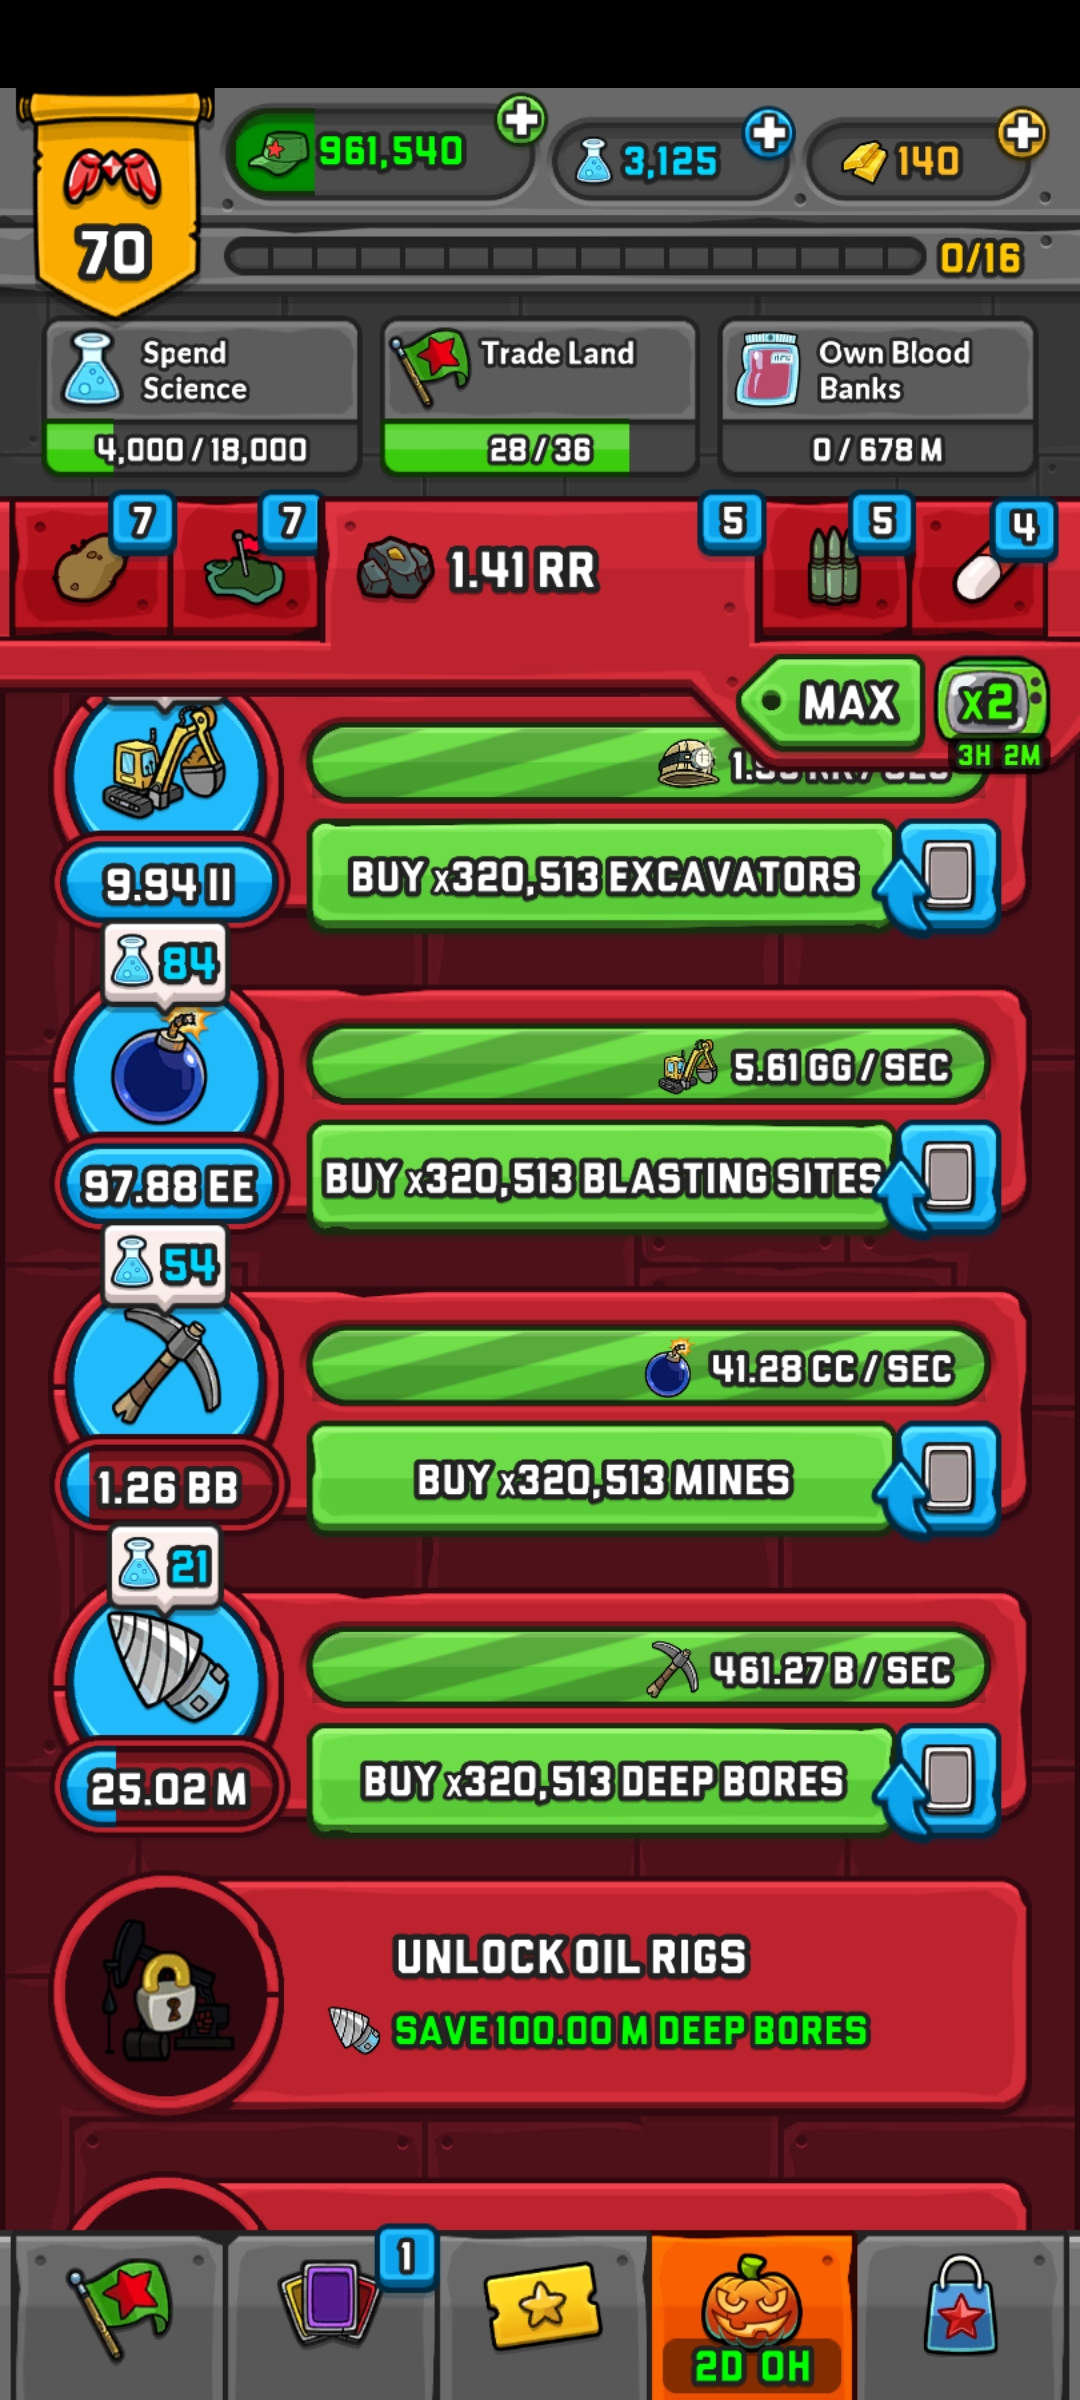 961,540
3,125
140
70
0/16
Spend
Science
4,000/18,000
Trade Land
28/36
Own Blood
Banks
0/678 M
7
7
1.41 RR
5
5
4
MAX
x2
3H 2M
BUY x320,513 EXCAVATORS
9.94 II
84
5.61 GG/SEC
BUY x320,513 BLASTING SITES
97.88 EE
54
41.28 CC/SEC
BUY x320,513 MINES
1.26 BB
21
461.27 B/SEC
BUY x320,513 DEEP BORES
25.02 M
UNLOCK OIL RIGS
SAVE 100.00 M DEEP BORES
1
2D 0H